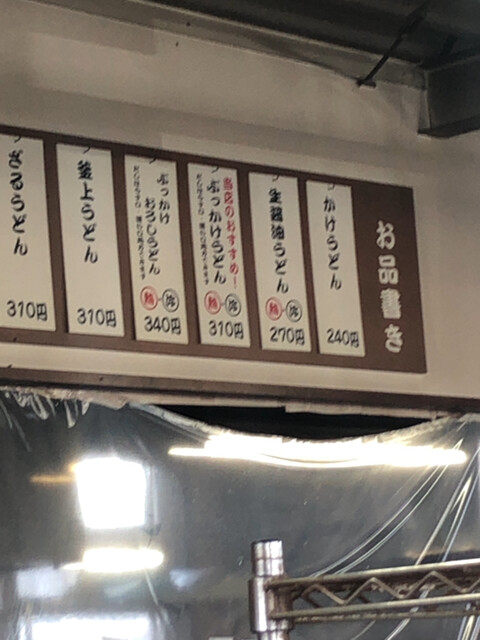 お品書き
かけうどん
240円
生醤油うどん
熱 冷
270円
当店のおすすめ!
ぶっかけうどん
熱 冷
310円
ぶっかけ
おろしうどん
熱 冷
340円
釜上うどん
310円
うどん
310円